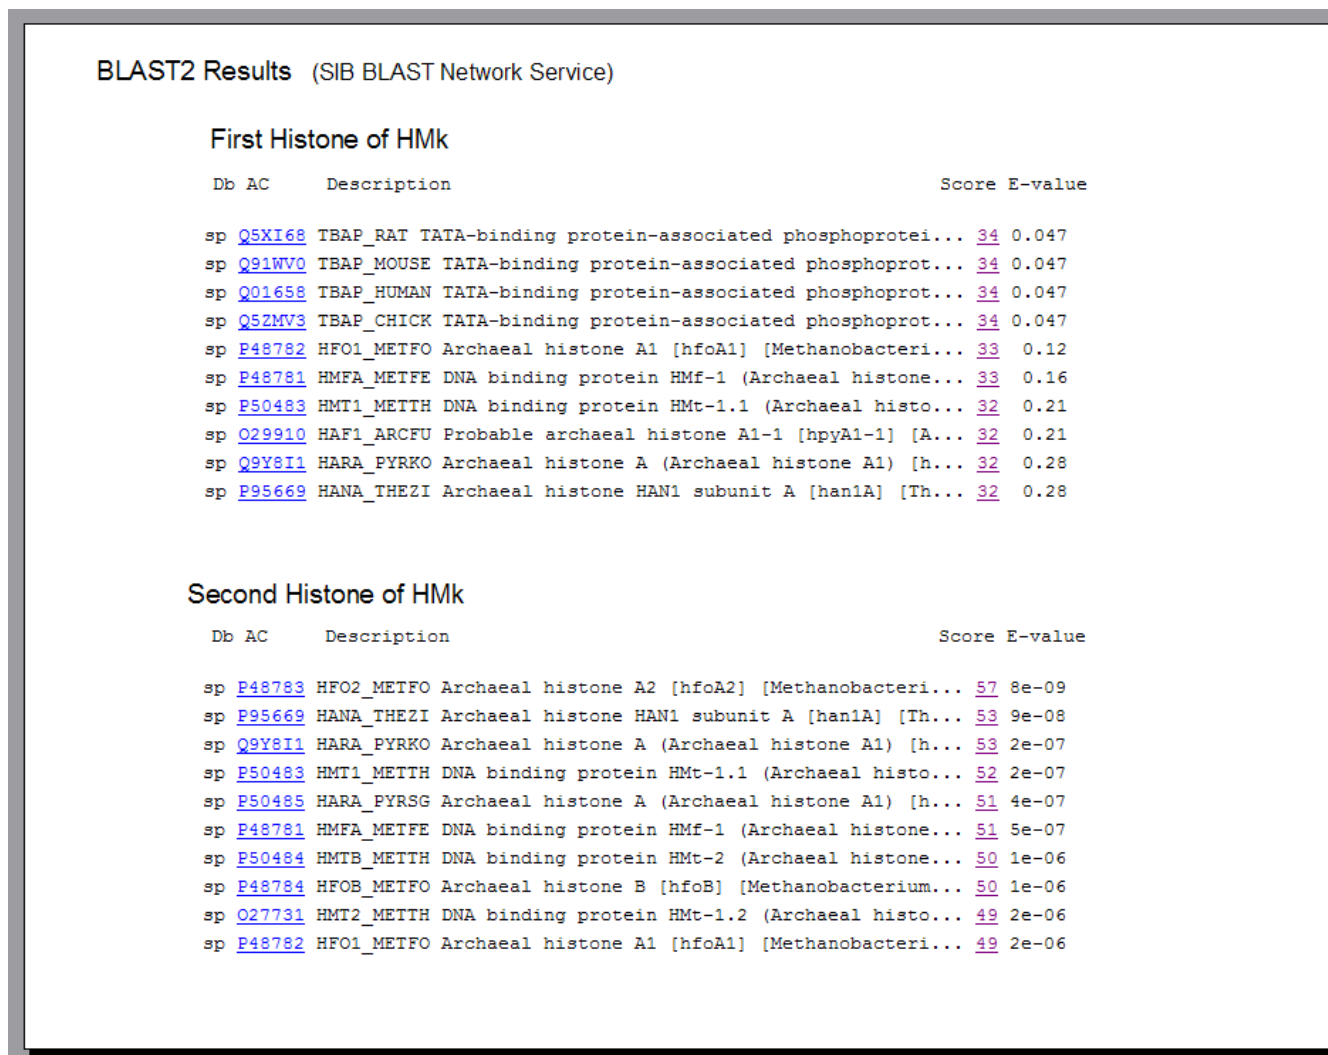 BLAST2 Results (SIB BLAST Network Service)
First Histone of HMk
Db AC Description Score E-value
sp Q5XI68 TBAP_RAT TATA-binding protein-associated phosphoprotei... 34 0.047
sp Q91WV0 TBAP_MOUSE TATA-binding protein-associated phosphoprot... 34 0.047
sp Q01658 TBAP_HUMAN TATA-binding protein-associated phosphoprot... 34 0.047
sp Q5ZMV3 TBAP_CHICK TATA-binding protein-associated phosphoprot... 34 0.047
sp P48782 HFO1_METFO Archaeal histone A1 [hfoA1] [Methanobacteri... 33 0.12
sp P48781 HMFA_METFE DNA binding protein HMf-1 (Archaeal histone... 33 0.16
sp P50483 HMT1_METTH DNA binding protein HMt-1.1 (Archaeal histo... 32 0.21
sp O29910 HAF1_ARCFU Probable archaeal histone A1-1 [hpyA1-1] [A... 32 0.21
sp Q9Y8I1 HARA_PYRKO Archaeal histone A (Archaeal histone A1) [h... 32 0.28
sp P95669 HANA_THEZI Archaeal histone HAN1 subunit A [han1A] [Th... 32 0.28
Second Histone of HMk
Db AC Description Score E-value
sp P48783 HFO2_METFO Archaeal histone A2 [hfoA2] [Methanobacteri... 57 8e-09
sp P95669 HANA_THEZI Archaeal histone HAN1 subunit A [han1A] [Th... 53 9e-08
sp Q9Y8I1 HARA_PYRKO Archaeal histone A (Archaeal histone A1) [h... 53 2e-07
sp P50483 HMT1_METTH DNA binding protein HMt-1.1 (Archaeal histo... 52 2e-07
sp P50485 HARA_PYRSG Archaeal histone A (Archaeal histone A1) [h... 51 4e-07
sp P48781 HMFA_METFE DNA binding protein HMf-1 (Archaeal histone... 51 5e-07
sp P50484 HMTB_METTH DNA binding protein HMt-2 (Archaeal histone... 50 1e-06
sp P48784 HFOB_METFO Archaeal histone B [hfoB] [Methanobacterium... 50 1e-06
sp O27731 HMT2_METTH DNA binding protein HMt-1.2 (Archaeal histo... 49 2e-06
sp P48782 HFO1_METFO Archaeal histone A1 [hfoA1] [Methanobacteri... 49 2e-06